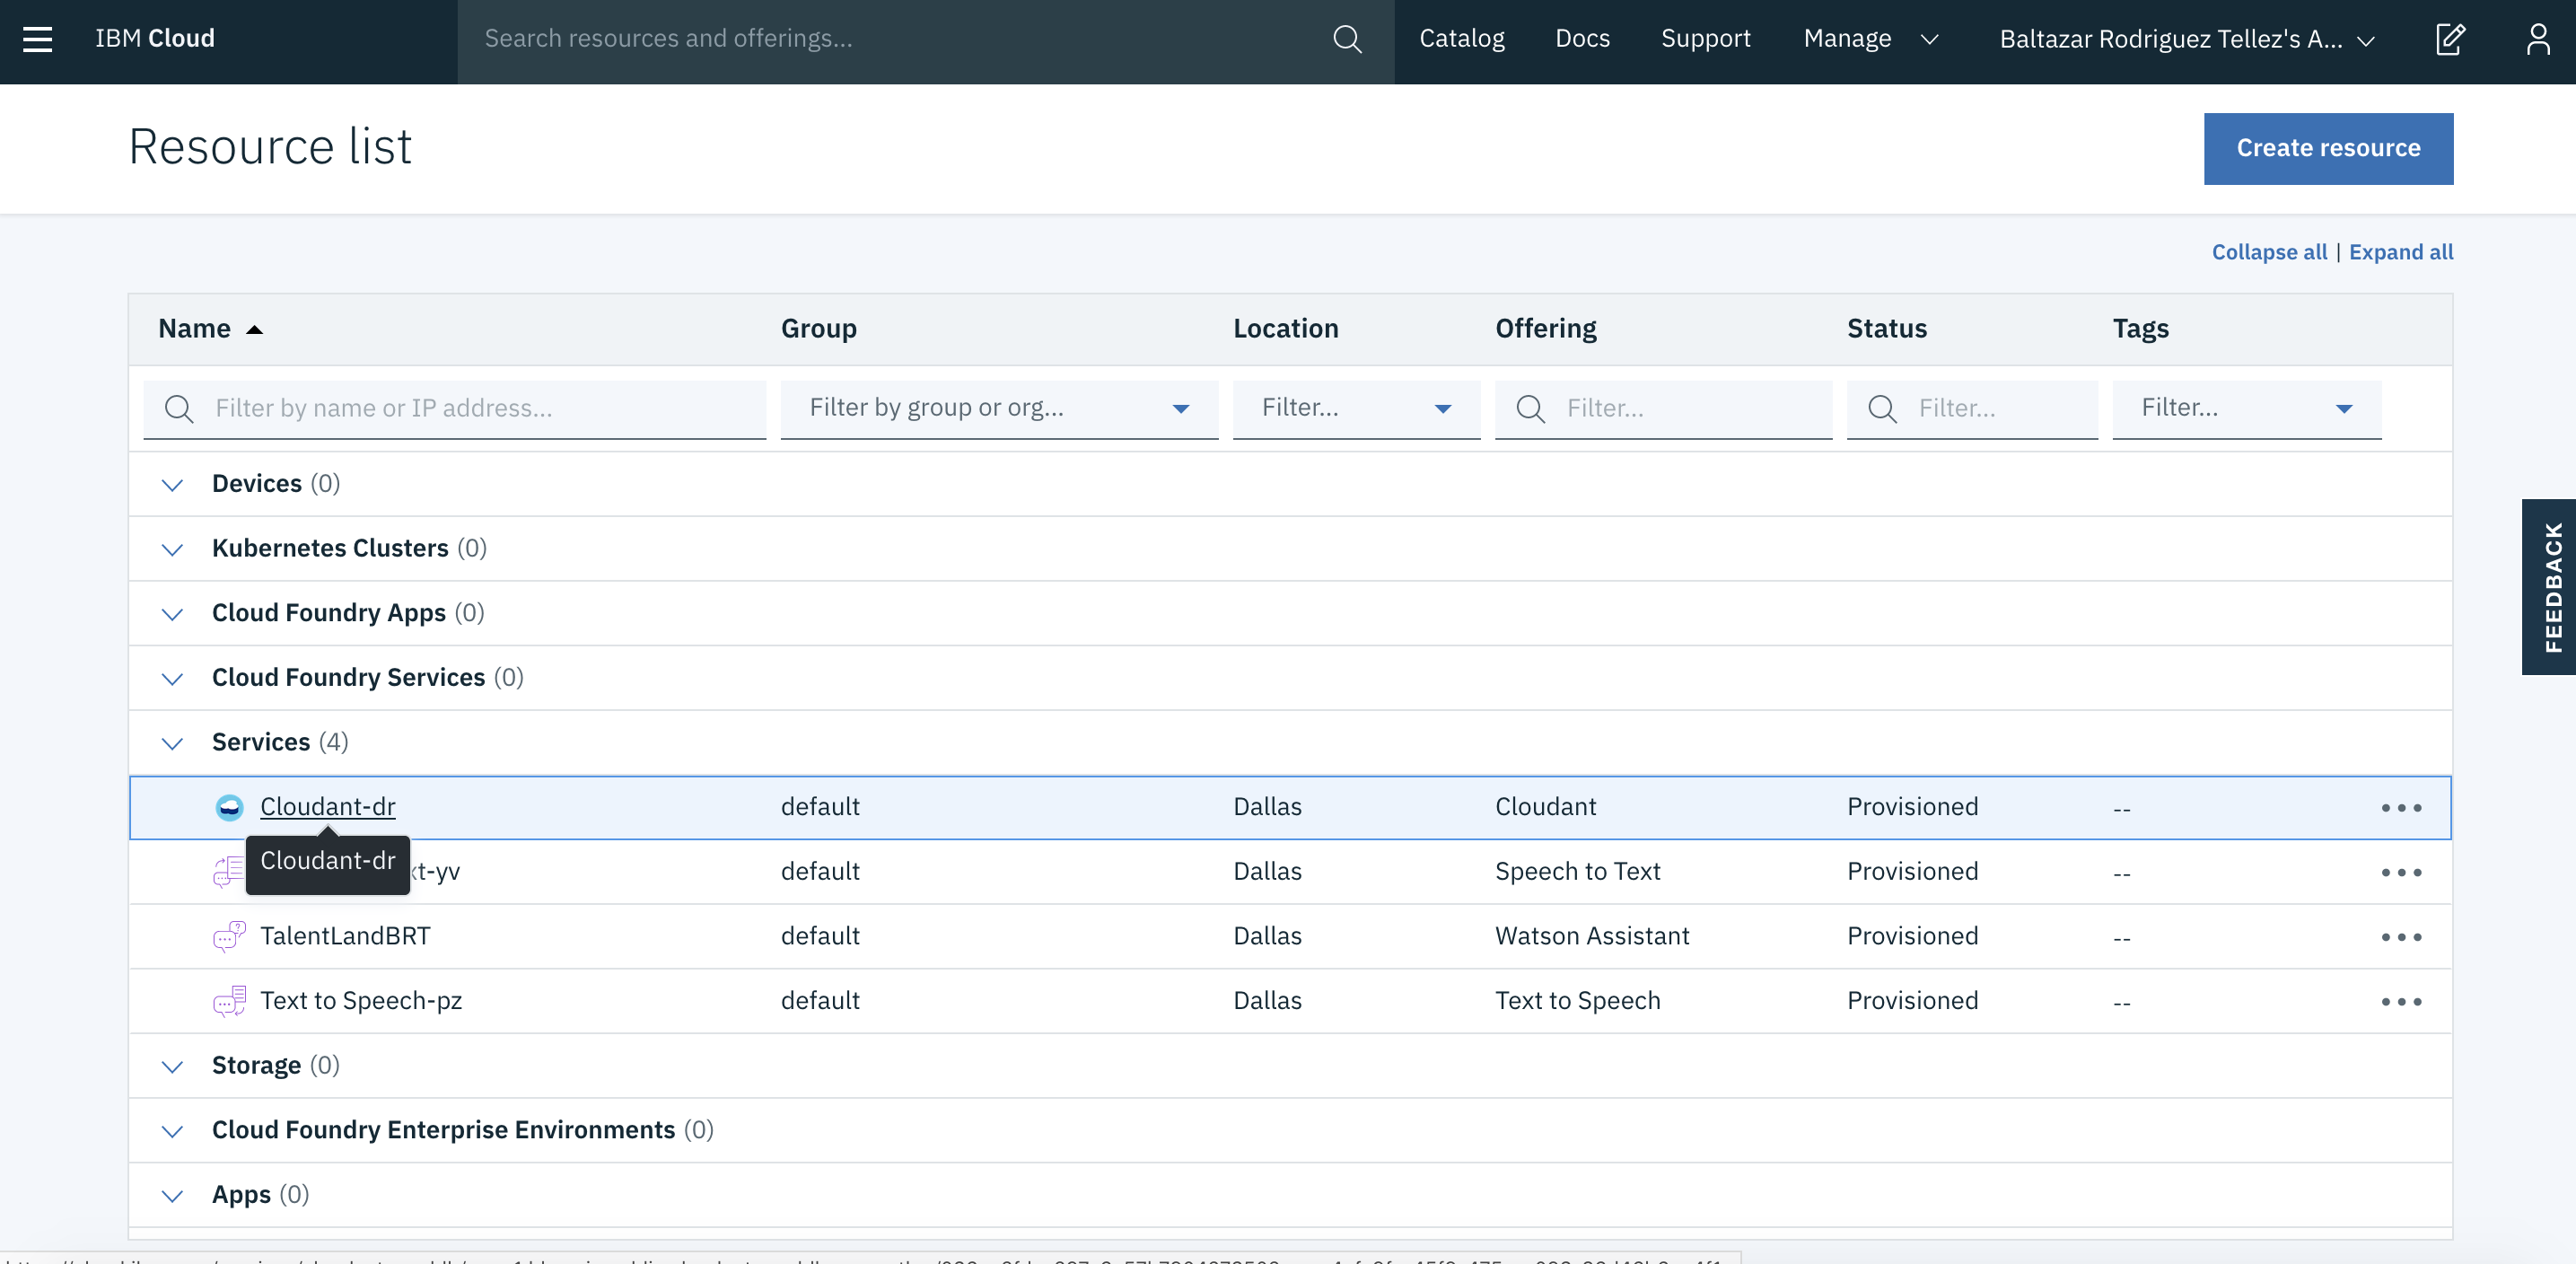 IBM Cloud Search resources and offerings... Catalog Docs Support Manage Baltazar Rodriguez Tellez's A...
Resource list Create resource
Collapse all | Expand all
Name Group Location Offering Status Tags
Filter by name or IP address... Filter by group or org... Filter... Filter... Filter... Filter...
Devices (0)
Kubernetes Clusters (0)
Cloud Foundry Apps (0)
Cloud Foundry Services (0)
Services (4)
Cloudant-dr default Dallas Cloudant Provisioned --
Cloudant-dr
xt-yv default Dallas Speech to Text Provisioned --
TalentLandBRT default Dallas Watson Assistant Provisioned --
Text to Speech-pz default Dallas Text to Speech Provisioned --
Storage (0)
Cloud Foundry Enterprise Environments (0)
Apps (0)
FEEDBACK